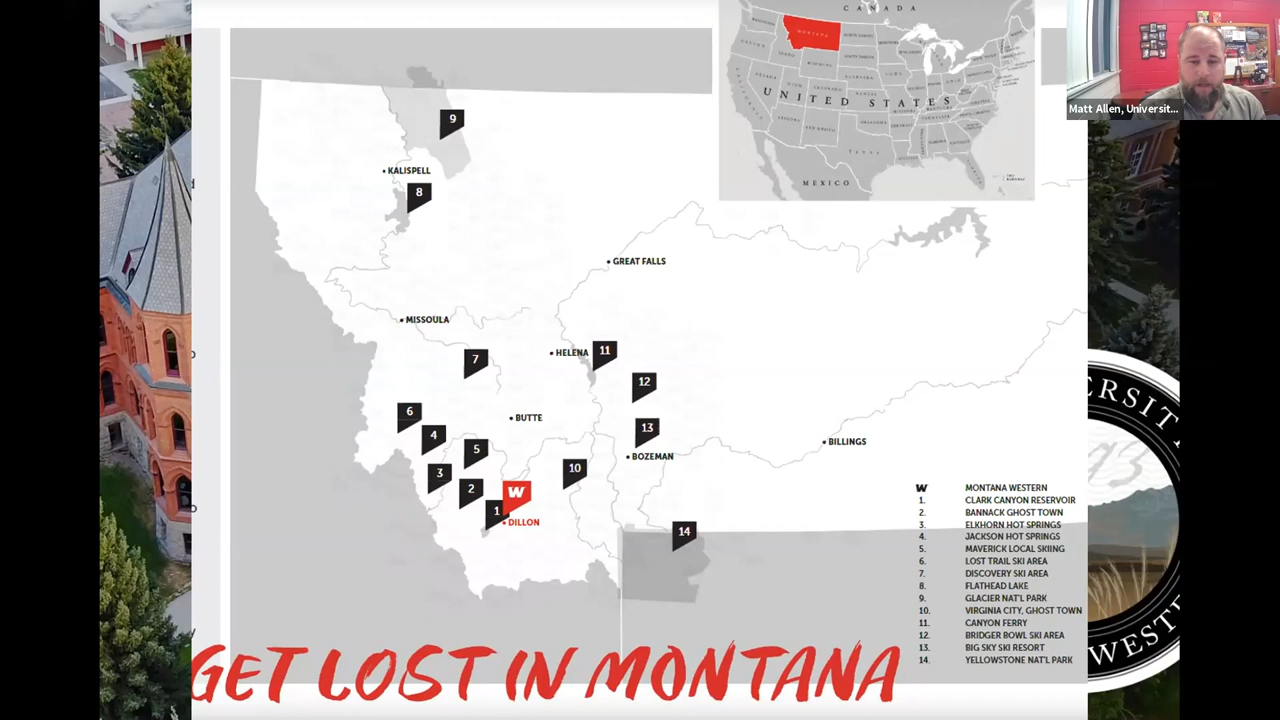 CANADA
MONTANA
UNITED STATES
MEXICO
TEXAS
Matt Allen, Universit...
9
KALISPELL
8
GREAT FALLS
MISSOULA
7
HELENA
11
12
6
BUTTE
13
4
BILLINGS
5
BOZEMAN
3
10
2
W
1
DILLON
14
W MONTANA WESTERN
1. CLARK CANYON RESERVOIR
2. BANNACK GHOST TOWN
3. ELKHORN HOT SPRINGS
4. JACKSON HOT SPRINGS
5. MAVERICK LOCAL SKIING
6. LOST TRAIL SKI AREA
7. DISCOVERY SKI AREA
8. FLATHEAD LAKE
9. GLACIER NAT'L PARK
10. VIRGINIA CITY, GHOST TOWN
11. CANYON FERRY
12. BRIDGER BOWL SKI AREA
13. BIG SKY SKI RESORT
14. YELLOWSTONE NAT'L PARK
GET LOST IN MONTANA
ERSIT
93
WESTE